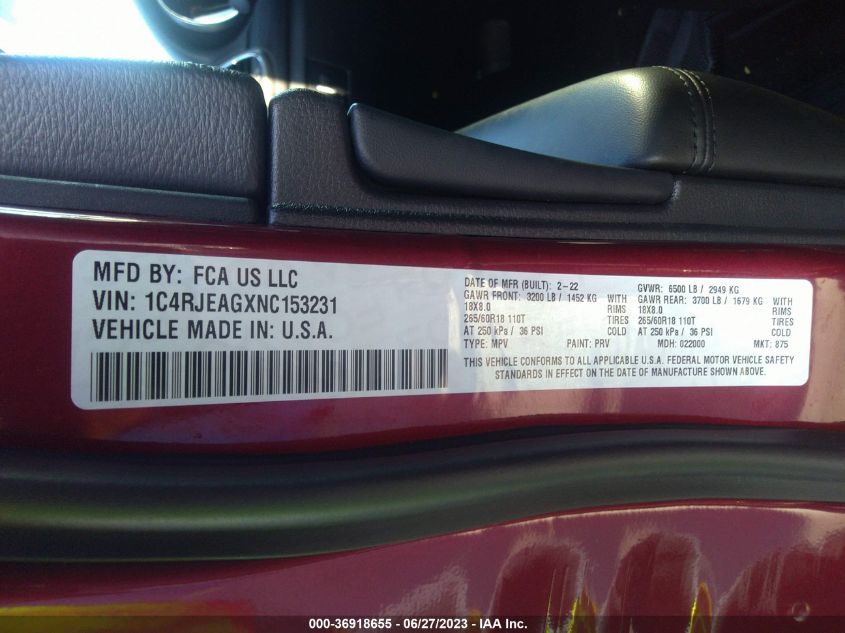 MFD BY: FCA US LLC
VIN: 1C4RJEAGXNC153231
VEHICLE MADE IN: U.S.A.
DATE OF MFR (BUILT): 2-22 GVWR: 6500 LB / 2949 KG
GAWR FRONT: 3200 LB / 1452 KG GAWR REAR: 3700 LB / 1679 KG
18X8.0 RIMS 18X8.0 RIMS
265/60R18 110T TIRES 265/60R18 110T TIRES
AT 250 kPa / 36 PSI COLD AT 250 kPa / 36 PSI COLD
TYPE: MPV PAINT: PRV MDH: 022000 MKT: 875
THIS VEHICLE CONFORMS TO ALL APPLICABLE U.S.A. FEDERAL MOTOR VEHICLE SAFETY
STANDARDS IN EFFECT ON THE DATE OF MANUFACTURE SHOWN ABOVE.
000-36918655 - 06/27/2023 - © IAA Inc.